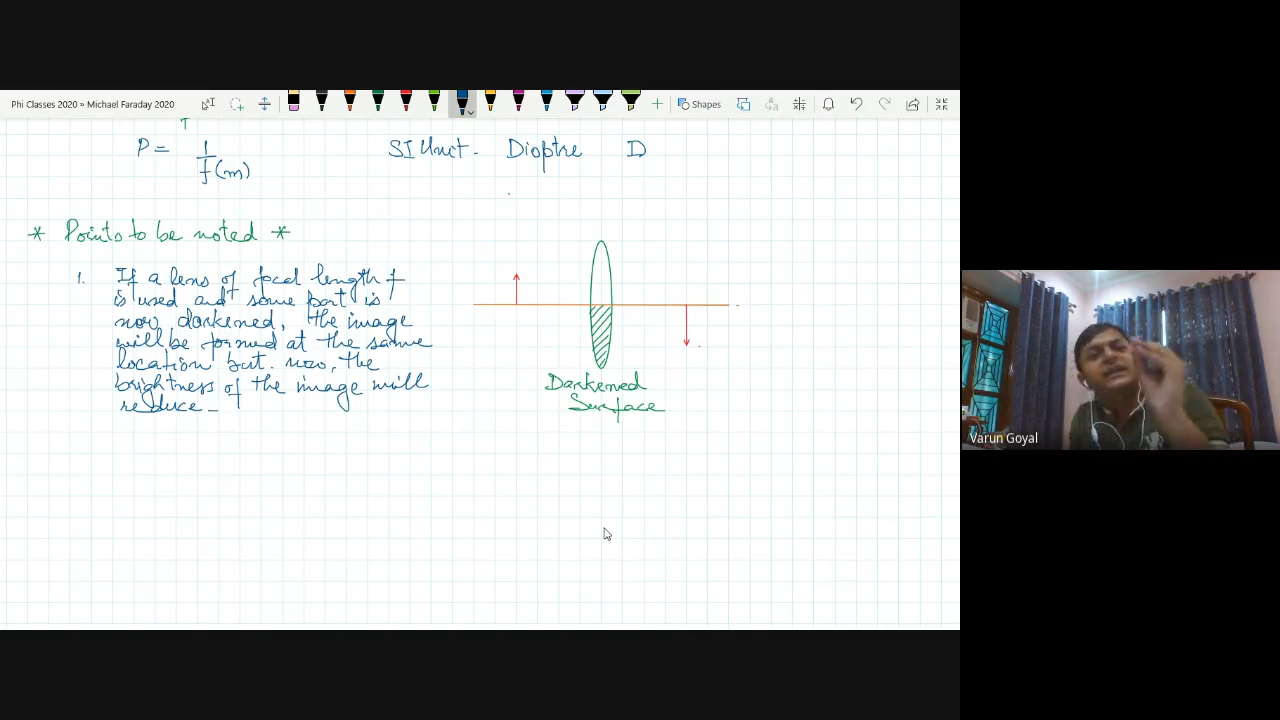 Phi Classes 2020 » Michael Faraday 2020
Shapes
P = 1/f(m)
SI Unit - Dioptre D
* Points to be noted *
1. If a lens of focal length f
is used and some part is
now darkened, the image
will be formed at the same
location but. now, the
brightness of the image will
reduce -
Darkened
Surface
Varun Goyal